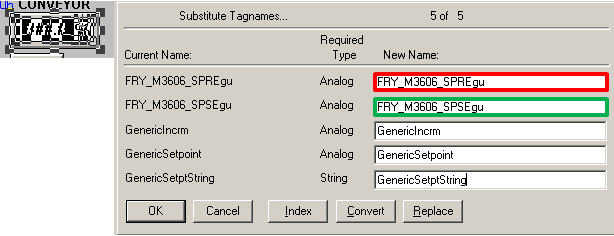 CONVEYOR
Substitute Tagnames... 5 of 5
Required
Current Name: Type New Name:
FRY_M3606_SPREgu Analog FRY_M3606_SPREgu
FRY_M3606_SPSEgu Analog FRY_M3606_SPSEgu
GenericIncrm Analog GenericIncrm
GenericSetpoint Analog GenericSetpoint
GenericSetptString String GenericSetptString
OK Cancel Index Convert Replace